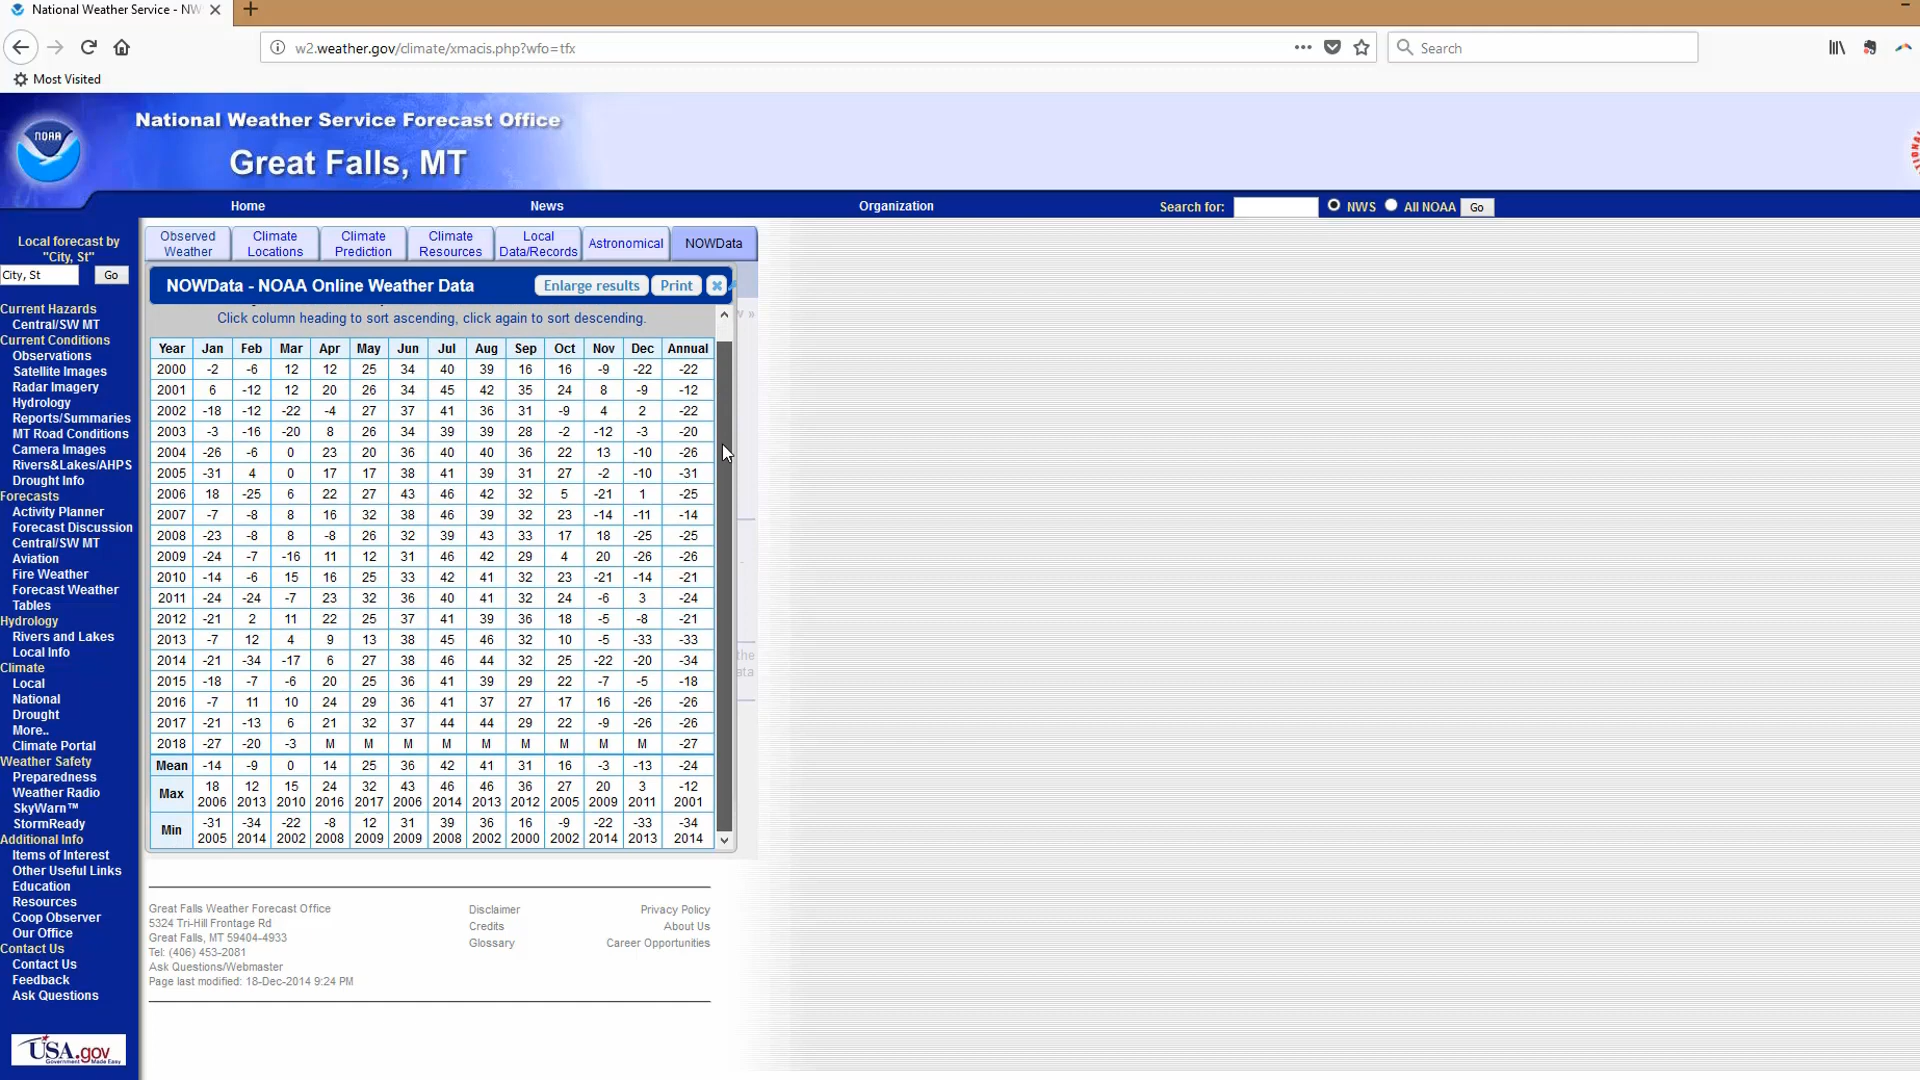 National Weather Service - NW
w2.weather.gov/climate/xmacis.php?wfo=tfx
Search
Most Visited
NOAA
National Weather Service Forecast Office
Great Falls, MT
Home News Organization Search for: NWS All NOAA Go
Local forecast by
"City, St"
City, St Go
Current Hazards
Central/SW MT
Current Conditions
Observations
Satellite Images
Radar Imagery
Hydrology
Reports/Summaries
MT Road Conditions
Camera Images
Rivers&Lakes/AHPS
Drought Info
Forecasts
Activity Planner
Forecast Discussion
Central/SW MT
Aviation
Fire Weather
Forecast Weather
Tables
Hydrology
Rivers and Lakes
Local Info
Climate
Local
National
Drought
More..
Climate Portal
Weather Safety
Preparedness
Weather Radio
SkyWarn™
StormReady
Additional Info
Items of Interest
Other Useful Links
Education
Resources
Coop Observer
Our Office
Contact Us
Contact Us
Feedback
Ask Questions
USA.gov
Government Made Easy
Observed Weather
Climate Locations
Climate Prediction
Climate Resources
Local Data/Records
Astronomical
NOWData
NOWData - NOAA Online Weather Data Enlarge results Print
Click column heading to sort ascending, click again to sort descending.
Year Jan Feb Mar Apr May Jun Jul Aug Sep Oct Nov Dec Annual
2000 -2 -6 12 12 25 34 40 39 16 16 -9 -22 -22
2001 6 -12 12 20 26 34 45 42 35 24 8 -9 -12
2002 -18 -12 -22 -4 27 37 41 36 31 -9 4 2 -22
2003 -3 -16 -20 8 26 34 39 39 28 -2 -12 -3 -20
2004 -26 -6 0 23 20 36 40 40 36 22 13 -10 -26
2005 -31 4 0 17 17 38 41 39 31 27 -2 -10 -31
2006 18 -25 6 22 27 43 46 42 32 5 -21 1 -25
2007 -7 -8 8 16 32 38 46 39 32 23 -14 -11 -14
2008 -23 -8 8 -8 26 32 39 43 33 17 18 -25 -25
2009 -24 -7 -16 11 12 31 46 42 29 4 20 -26 -26
2010 -14 -6 15 16 25 33 42 41 32 23 -21 -14 -21
2011 -24 -24 -7 23 32 36 40 41 32 24 -6 3 -24
2012 -21 2 11 22 25 37 41 39 36 18 -5 -8 -21
2013 -7 12 4 9 13 38 45 46 32 10 -5 -33 -33
2014 -21 -34 -17 6 27 38 46 44 32 25 -22 -20 -34
2015 -18 -7 -6 20 25 36 41 39 29 22 -7 -5 -18
2016 -7 11 10 24 29 36 41 37 27 17 16 -26 -26
2017 -21 -13 6 21 32 37 44 44 29 22 -9 -26 -26
2018 -27 -20 -3 M M M M M M M M M -27
Mean -14 -9 0 14 25 36 42 41 31 16 -3 -13 -24
Max 18 12 15 24 32 43 46 46 36 27 20 3 -12
2006 2013 2010 2016 2017 2006 2014 2013 2012 2005 2009 2011 2001
Min -31 -34 -22 -8 12 31 39 36 16 -9 -22 -33 -34
2005 2014 2002 2008 2009 2009 2008 2002 2000 2002 2014 2013 2014
the
ata
Great Falls Weather Forecast Office
5324 Tri-Hill Frontage Rd
Great Falls, MT 59404-4933
Tel: (406) 453-2081
Ask Questions/Webmaster
Page last modified: 18-Dec-2014 9:24 PM
Disclaimer
Credits
Glossary
Privacy Policy
About Us
Career Opportunities